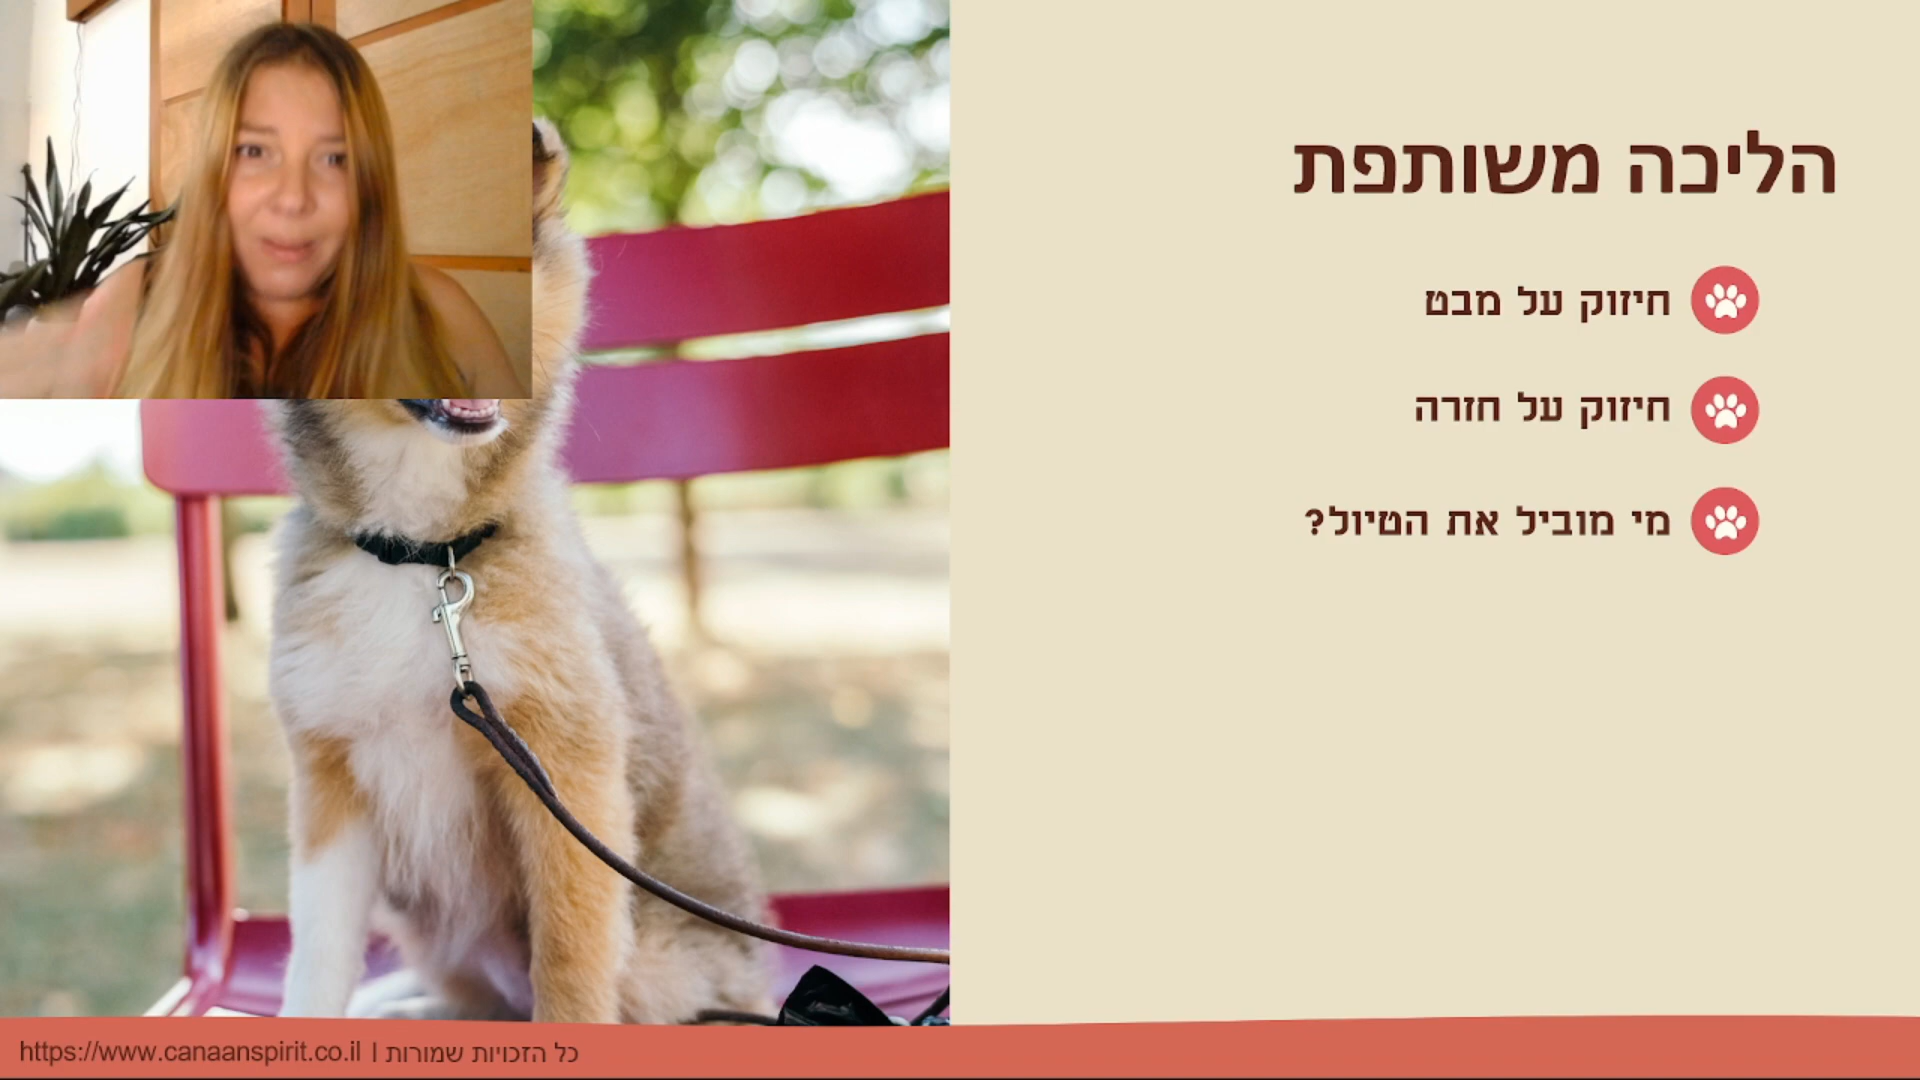 הליכה משותפת
חיזוק על מבט
חיזוק על חזרה
מי מוביל את הטיול?
https://www.canaanspirit.co.il | כל הזכויות שמורות